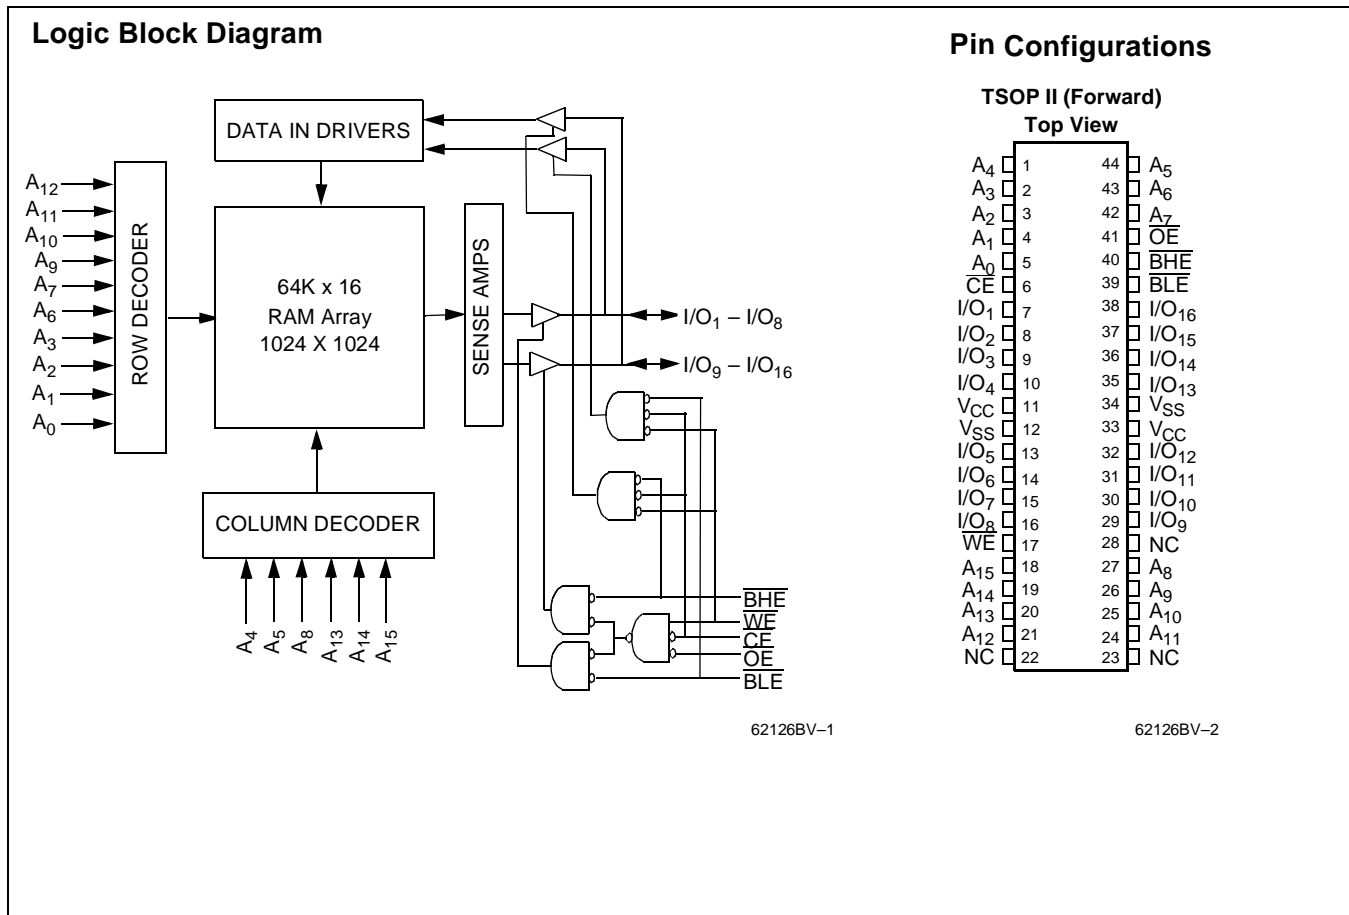 Logic Block Diagram
DATA IN DRIVERS
A12
A11
A10
A9
A7
A6
A3
A2
A1
A0
ROW DECODER
64K x 16
RAM Array
1024 X 1024
SENSE AMPS
I/O1 – I/O8
I/O9 – I/O16
COLUMN DECODER
A4
A5
A8
A13
A14
A15
BHE
WE
CE
OE
BLE
62126BV–1
Pin Configurations
TSOP II (Forward)
Top View
A4 1 44 A5
A3 2 43 A6
A2 3 42 A7
A1 4 41 OE
A0 5 40 BHE
CE 6 39 BLE
I/O1 7 38 I/O16
I/O2 8 37 I/O15
I/O3 9 36 I/O14
I/O4 10 35 I/O13
VCC 11 34 VSS
VSS 12 33 VCC
I/O5 13 32 I/O12
I/O6 14 31 I/O11
I/O7 15 30 I/O10
I/O8 16 29 I/O9
WE 17 28 NC
A15 18 27 A8
A14 19 26 A9
A13 20 25 A10
A12 21 24 A11
NC 22 23 NC
62126BV–2